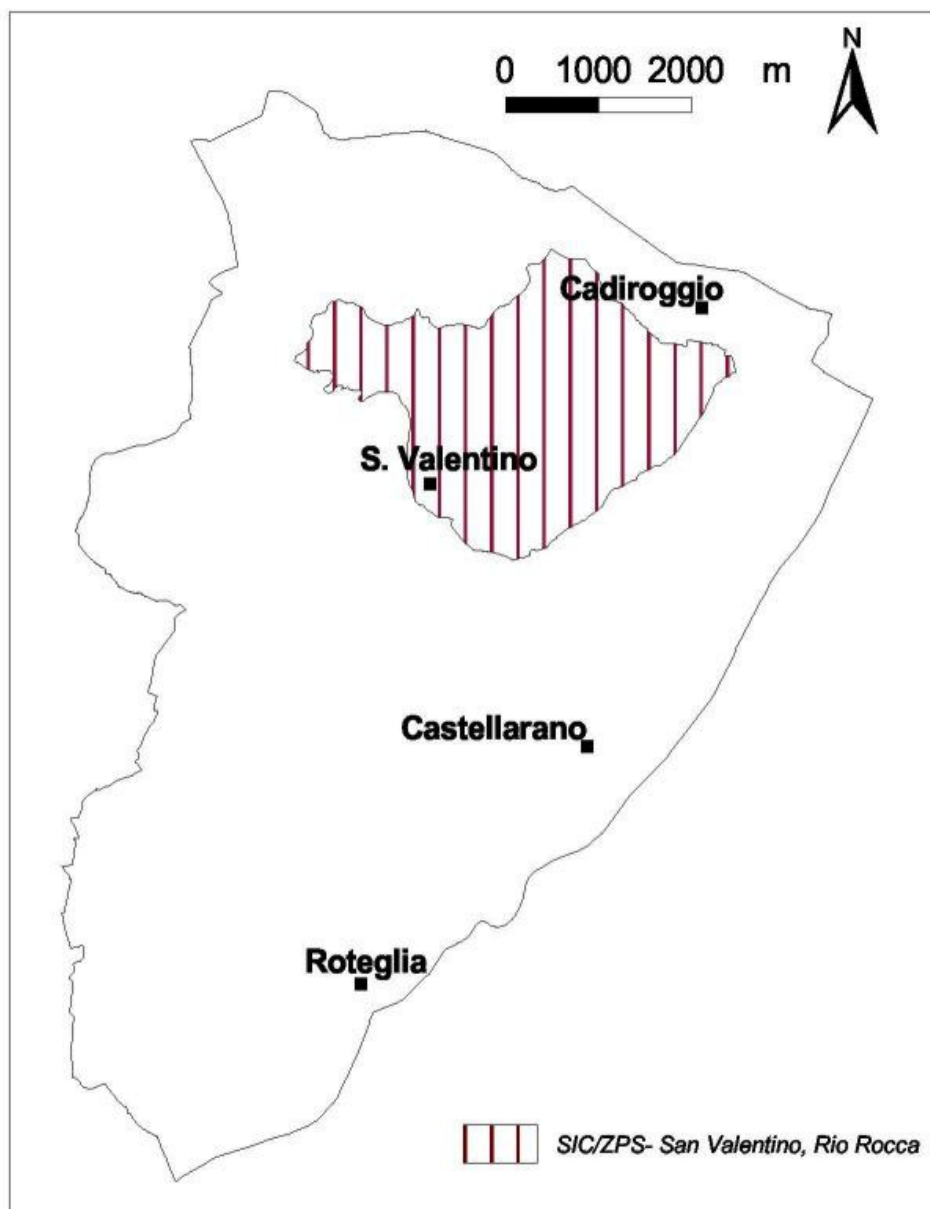 N
0 1000 2000 m
Cadiroggio
S. Valentino
Castellarano
Roteglia
SIC/ZPS- San Valentino, Rio Rocca